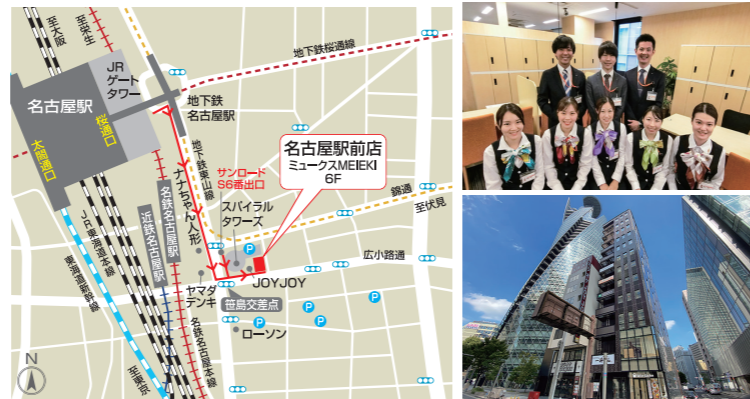 至大阪
至栄生
JR
ゲート
タワー
名古屋駅
桜通口
太閤通口
地下鉄桜通線
地下鉄
名古屋駅
地下鉄東山線
ナナちゃん人形
サンロード
S6番出口
スパイラル
タワーズ
名古屋駅前店
ミュークスMEIEKI
6F
錦通
至伏見
広小路通
JOYJOY
ヤマダ
デンキ
笹島交差点
ローソン
名鉄名古屋駅
近鉄名古屋駅
JR東海道本線
東海道新幹線
名鉄名古屋本線
至東京
N
P
P
P
P